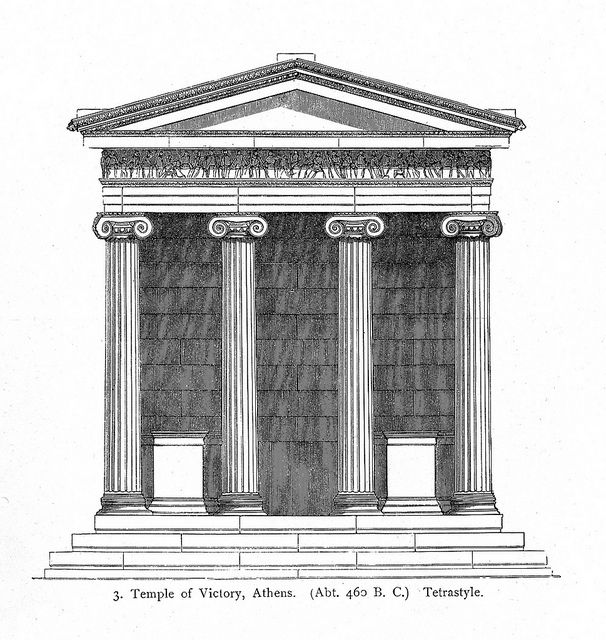 3. Temple of Victory, Athens. (Abt. 460 B. C.) Tetrastyle.